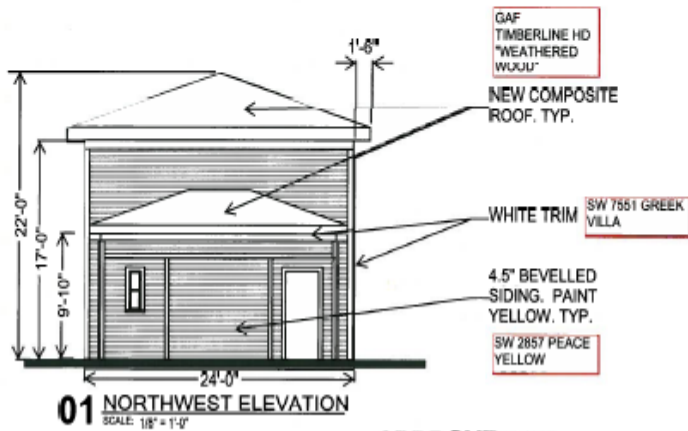 GAF
TIMBERLINE HD
"WEATHERED
WOOD"
1'-6"
NEW COMPOSITE
ROOF. TYP.
22'-0"
17'-0"
9'-10"
WHITE TRIM
SW 7551 GREEK
VILLA
4.5" BEVELLED
SIDING. PAINT
YELLOW. TYP.
SW 2857 PEACE
YELLOW
24'-0"
01 NORTHWEST ELEVATION
SCALE: 1/8" = 1'-0"